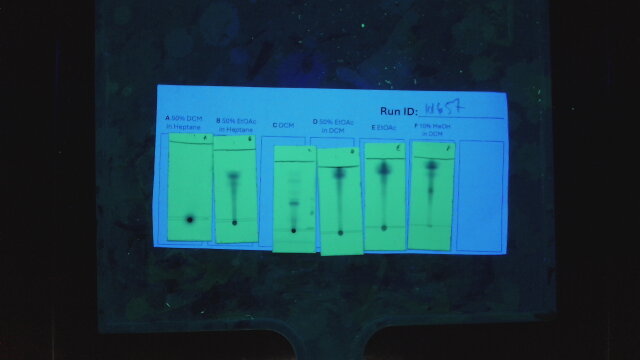 Run ID:
A 50% DCM
in Heptane
B 50% EtOAc
in Heptane
C DCM
D 50% EtOAc
in DCM
E EtOAc
F 10% MeOH
in DCM